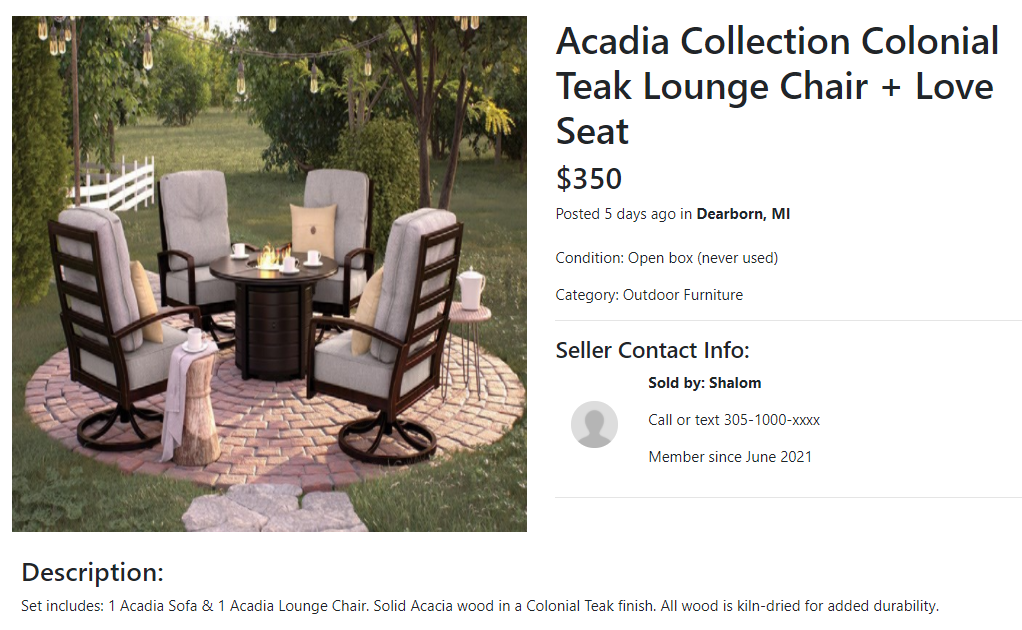 Acadia Collection Colonial
Teak Lounge Chair + Love
Seat
$350
Posted 5 days ago in Dearborn, MI
Condition: Open box (never used)
Category: Outdoor Furniture
Seller Contact Info:
Sold by: Shalom
Call or text 305-1000-xxxx
Member since June 2021
Description:
Set includes: 1 Acadia Sofa & 1 Acadia Lounge Chair. Solid Acacia wood in a Colonial Teak finish. All wood is kiln-dried for added durability.